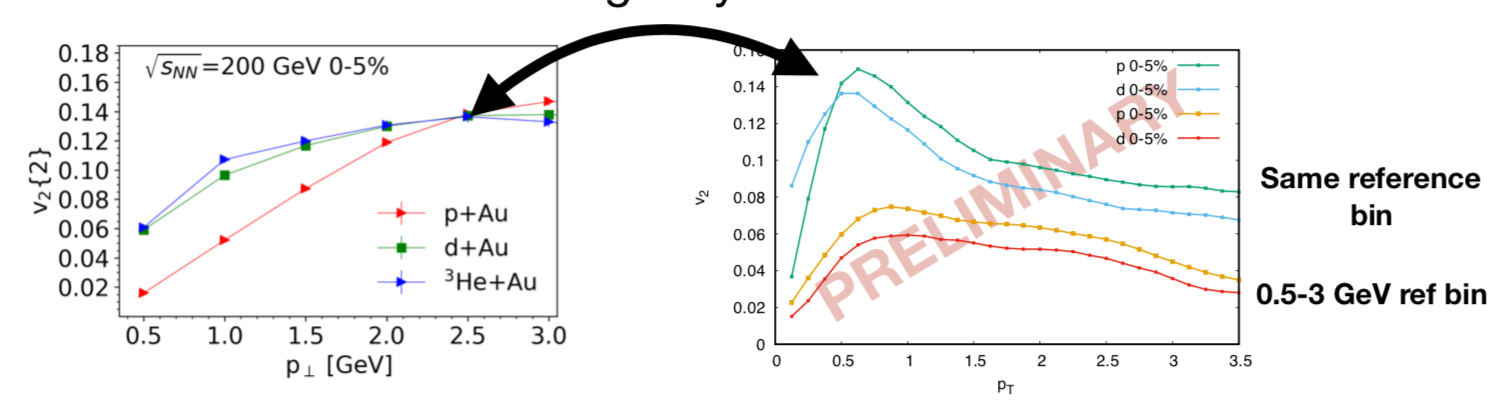 √sNN=200 GeV 0-5%
0.18
0.16
0.14
0.12
0.10
0.08
0.06
0.04
0.02
v2{2}
p+Au
d+Au
3He+Au
0.5 1.0 1.5 2.0 2.5 3.0
p⊥ [GeV]
0.14
0.12
0.1
0.08
0.06
0.04
0.02
0
v2
p 0-5%
d 0-5%
p 0-5%
d 0-5%
PRELIMINARY
0 0.5 1 1.5 2 2.5 3 3.5
pT
Same reference
bin
0.5-3 GeV ref bin